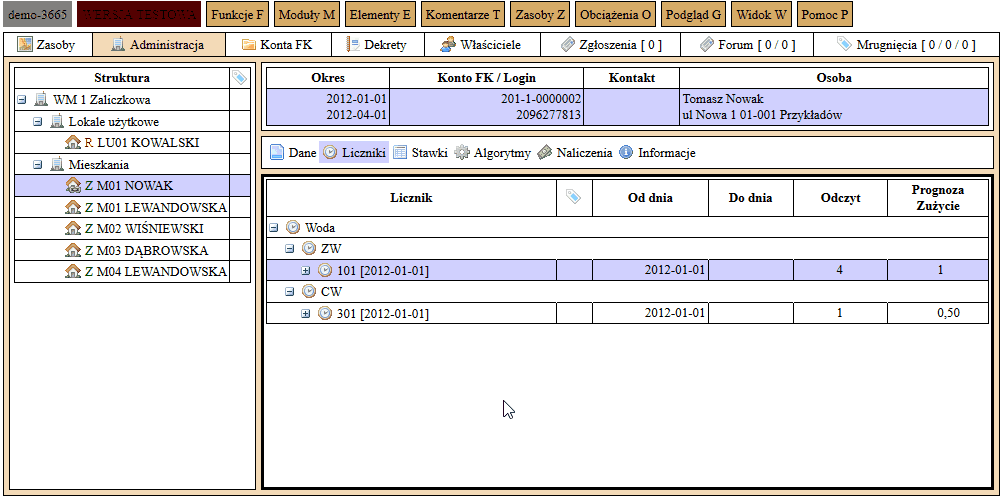 demo-3665 WERSJA TESTOWA Funkcje F Moduły M Elementy E Komentarze T Zasoby Z Obciążenia O Podgląd G Widok W Pomoc P
Zasoby Administracja Konta FK Dekrety Właściciele Zgłoszenia [ 0 ] Forum [ 0 / 0 ] Mrugnięcia [ 0 / 0 / 0 ]
Struktura
WM 1 Zaliczkowa
Lokale użytkowe
R LU01 KOWALSKI
Mieszkania
Z M01 NOWAK
Z M01 LEWANDOWSKA
Z M02 WIŚNIEWSKI
Z M03 DĄBROWSKA
Z M04 LEWANDOWSKA
Okres Konto FK / Login Kontakt Osoba
2012-01-01 201-1-0000002 Tomasz Nowak
2012-04-01 2096277813 ul Nowa 1 01-001 Przykładów
Dane Liczniki Stawki Algorytmy Naliczenia Informacje
Licznik Od dnia Do dnia Odczyt Prognoza
Zużycie
Woda
ZW
101 [2012-01-01] 2012-01-01 4 1
CW
301 [2012-01-01] 2012-01-01 1 0,50